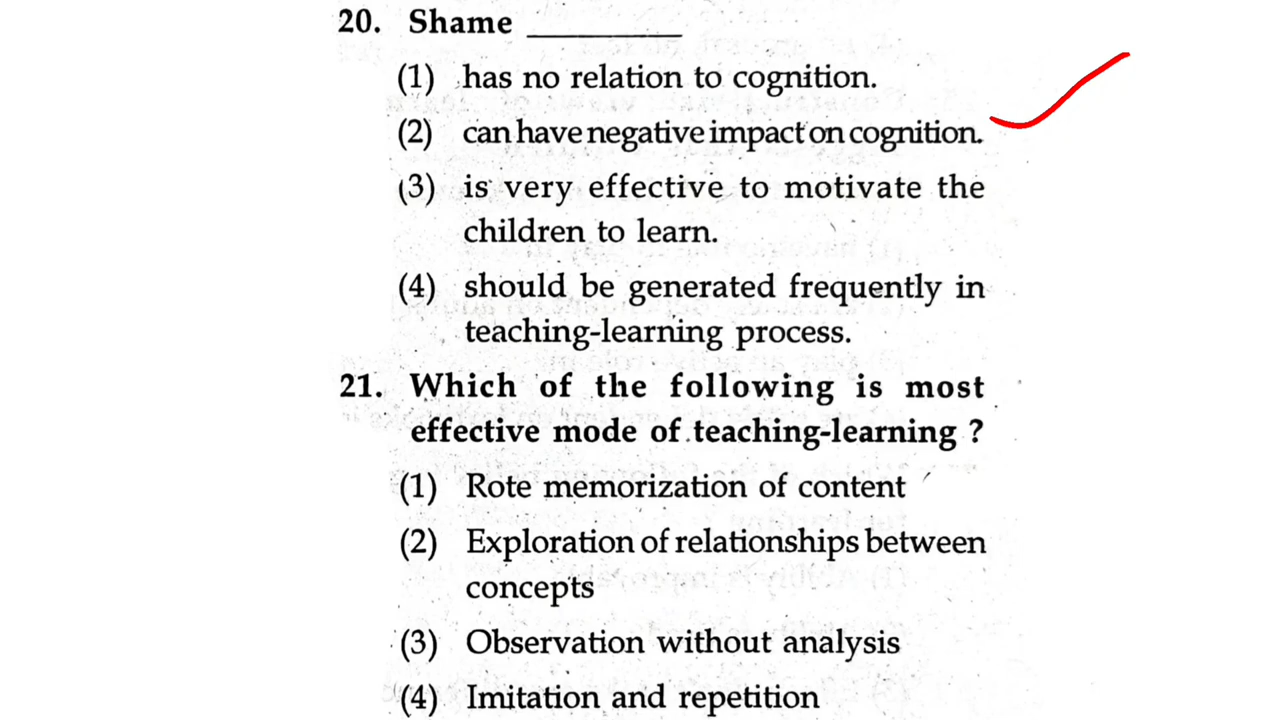 20. Shame ___________
(1) has no relation to cognition.
(2) can have negative impact on cognition.
(3) is very effective to motivate the
children to learn.
(4) should be generated frequently in
teaching-learning process.
21. Which of the following is most
effective mode of teaching-learning ?
(1) Rote memorization of content
(2) Exploration of relationships between
concepts
(3) Observation without analysis
(4) Imitation and repetition